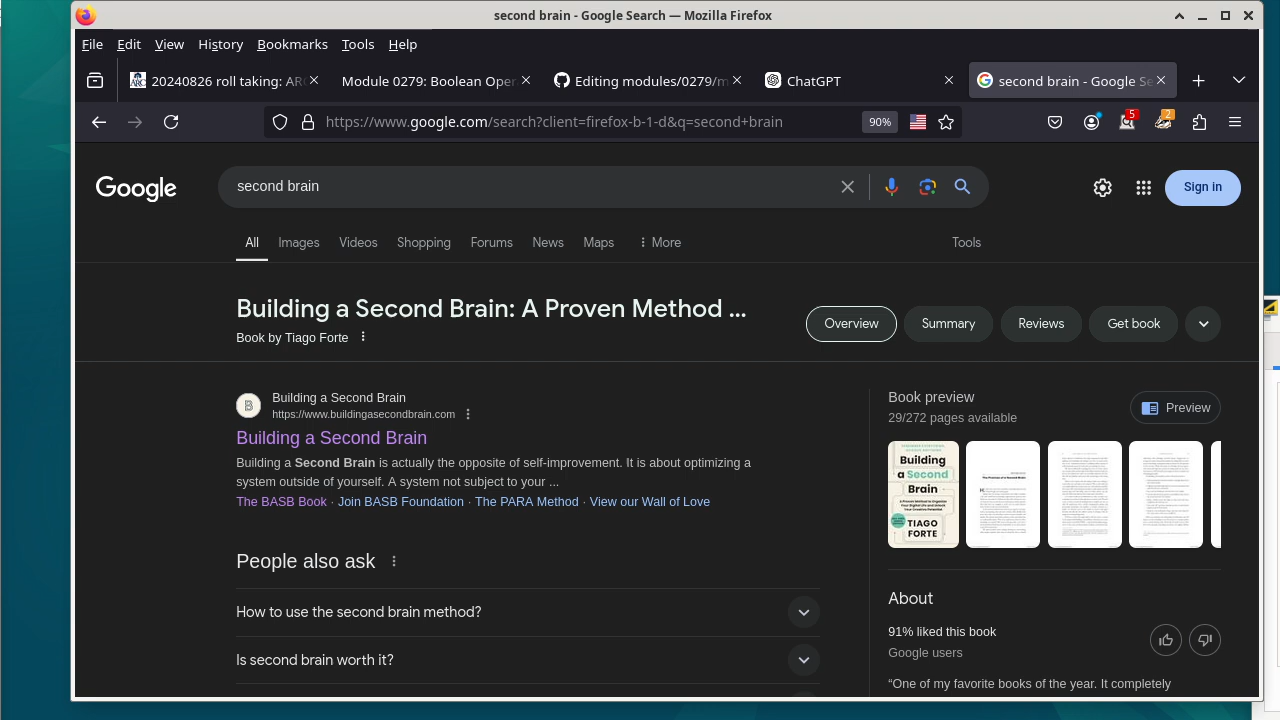 second brain - Google Search — Mozilla Firefox
File Edit View History Bookmarks Tools Help
20240826 roll taking: ARC
Module 0279: Boolean Oper
Editing modules/0279/m
ChatGPT
second brain - Google Se
https://www.google.com/search?client=firefox-b-1-d&q=second+brain
90%
5
2
Google
second brain
Sign in
All Images Videos Shopping Forums News Maps More Tools
Building a Second Brain: A Proven Method ...
Book by Tiago Forte
Overview Summary Reviews Get book
Building a Second Brain
https://www.buildingasecondbrain.com
Building a Second Brain
Building a Second Brain is actually the opposite of self-improvement. It is about optimizing a
system outside of yourself. A system not subject to your ...
The BASB Book · Join BASB Foundation · The PARA Method · View our Wall of Love
People also ask
How to use the second brain method?
Is second brain worth it?
Book preview
29/272 pages available
Preview
Building
a Second
Brain
TIAGO
FORTE
About
91% liked this book
Google users
“One of my favorite books of the year. It completely